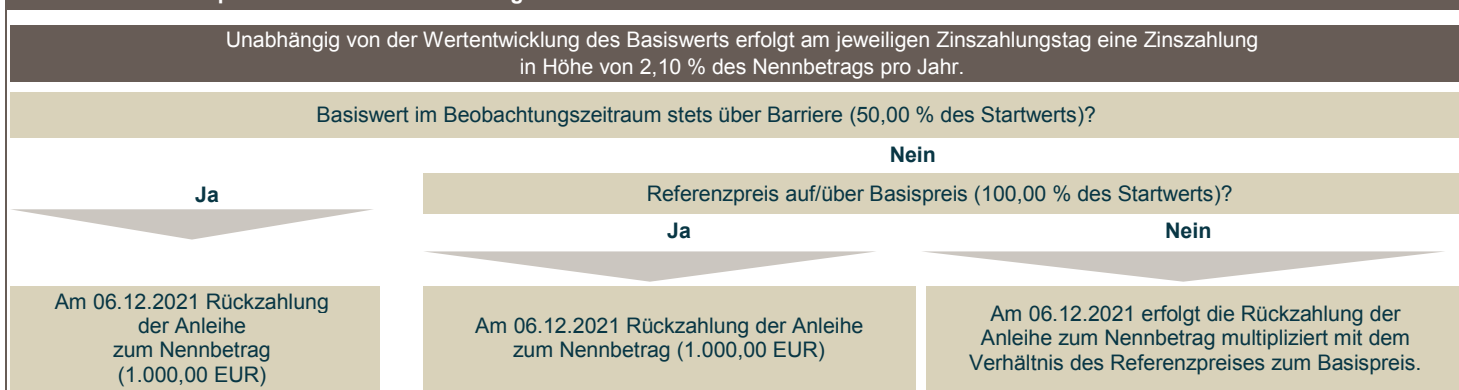 Unabhängig von der Wertentwicklung des Basiswerts erfolgt am jeweiligen Zinszahlungstag eine Zinszahlung
in Höhe von 2,10 % des Nennbetrags pro Jahr.
Basiswert im Beobachtungszeitraum stets über Barriere (50,00 % des Startwerts)?
Nein
Ja
Referenzpreis auf/über Basispreis (100,00 % des Startwerts)?
Ja
Nein
Am 06.12.2021 Rückzahlung
der Anleihe
zum Nennbetrag
(1.000,00 EUR)
Am 06.12.2021 Rückzahlung der Anleihe
zum Nennbetrag (1.000,00 EUR)
Am 06.12.2021 erfolgt die Rückzahlung der
Anleihe zum Nennbetrag multipliziert mit dem
Verhältnis des Referenzpreises zum Basispreis.